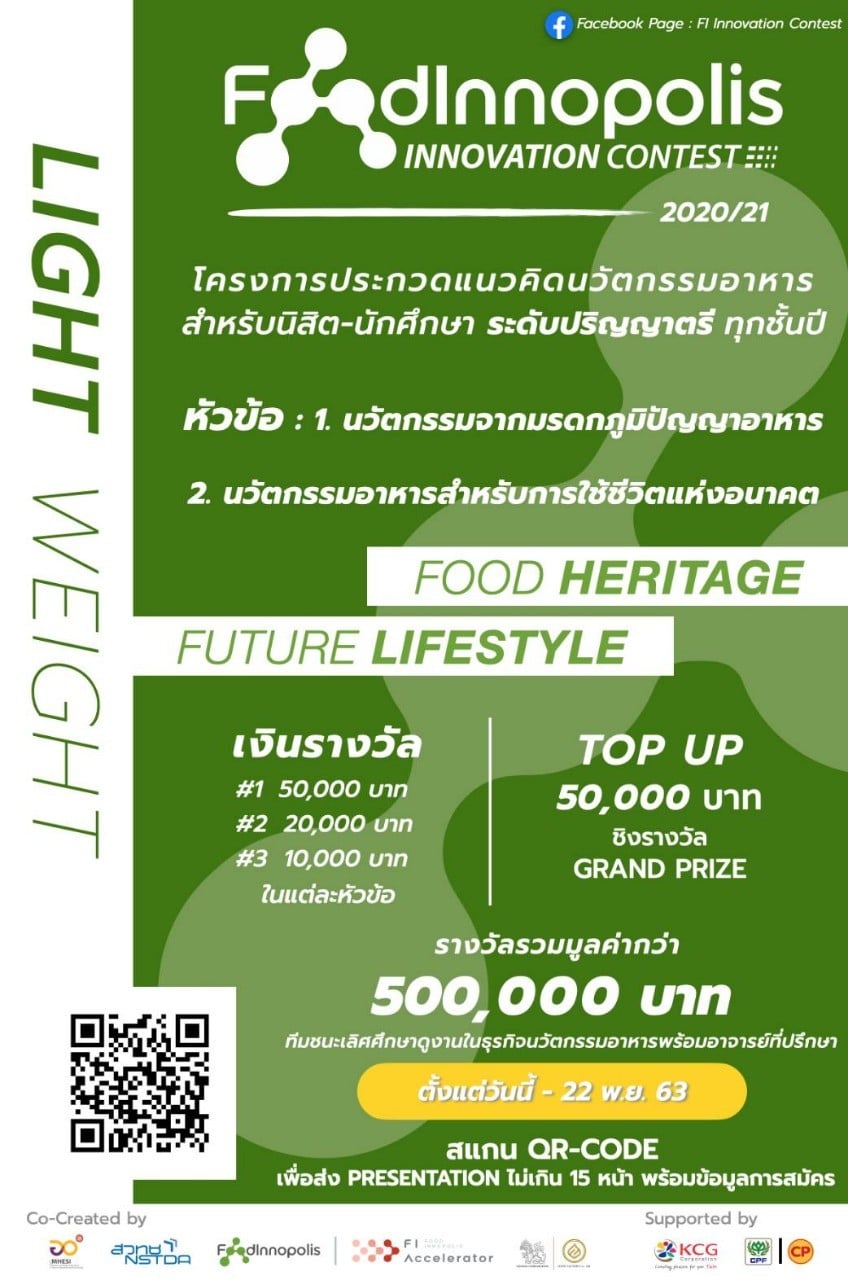 Facebook Page : FI Innovation Contest
FoodInnopolis
INNOVATION CONTEST
2020/21
LIGHT WEIGHT
โครงการประกวดแนวคิดนวัตกรรมอาหาร
สำหรับนิสิต-นักศึกษา ระดับปริญญาตรี ทุกชั้นปี
หัวข้อ : 1. นวัตกรรมจากมรดกภูมิปัญญาอาหาร
2. นวัตกรรมอาหารสำหรับการใช้ชีวิตแห่งอนาคต
FOOD HERITAGE
FUTURE LIFESTYLE
เงินรางวัล
#1 50,000 บาท
#2 20,000 บาท
#3 10,000 บาท
ในแต่ละหัวข้อ
TOP UP
50,000 บาท
ชิงรางวัล
GRAND PRIZE
รางวัลรวมมูลค่ากว่า
500,000 บาท
ทีมชนะเลิศศึกษาดูงานในธุรกิจนวัตกรรมอาหารพร้อมอาจารย์ที่ปรึกษา
ตั้งแต่วันนี้ - 22 พ.ย. 63
สแกน QR-CODE
เพื่อส่ง PRESENTATION ไม่เกิน 15 หน้า พร้อมข้อมูลการสมัคร
Co-Created by
Supported by
MHESI
สวทช
NSTDA
FoodInnopolis
FI FOOD INNOPOLIS
Accelerator
KCG
Corporation
CPF
CP